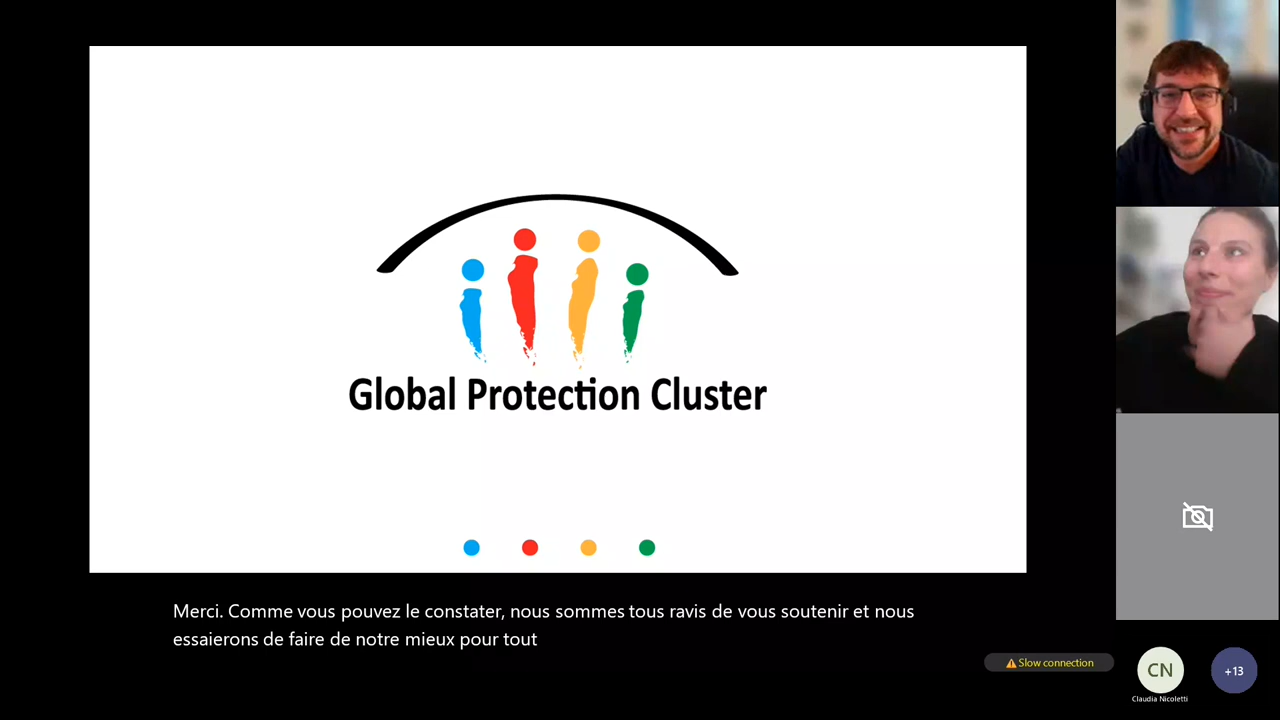 Global Protection Cluster
Merci. Comme vous pouvez le constater, nous sommes tous ravis de vous soutenir et nous
essaierons de faire de notre mieux pour tout
Slow connection
CN
+13
Claudia Nicoletti